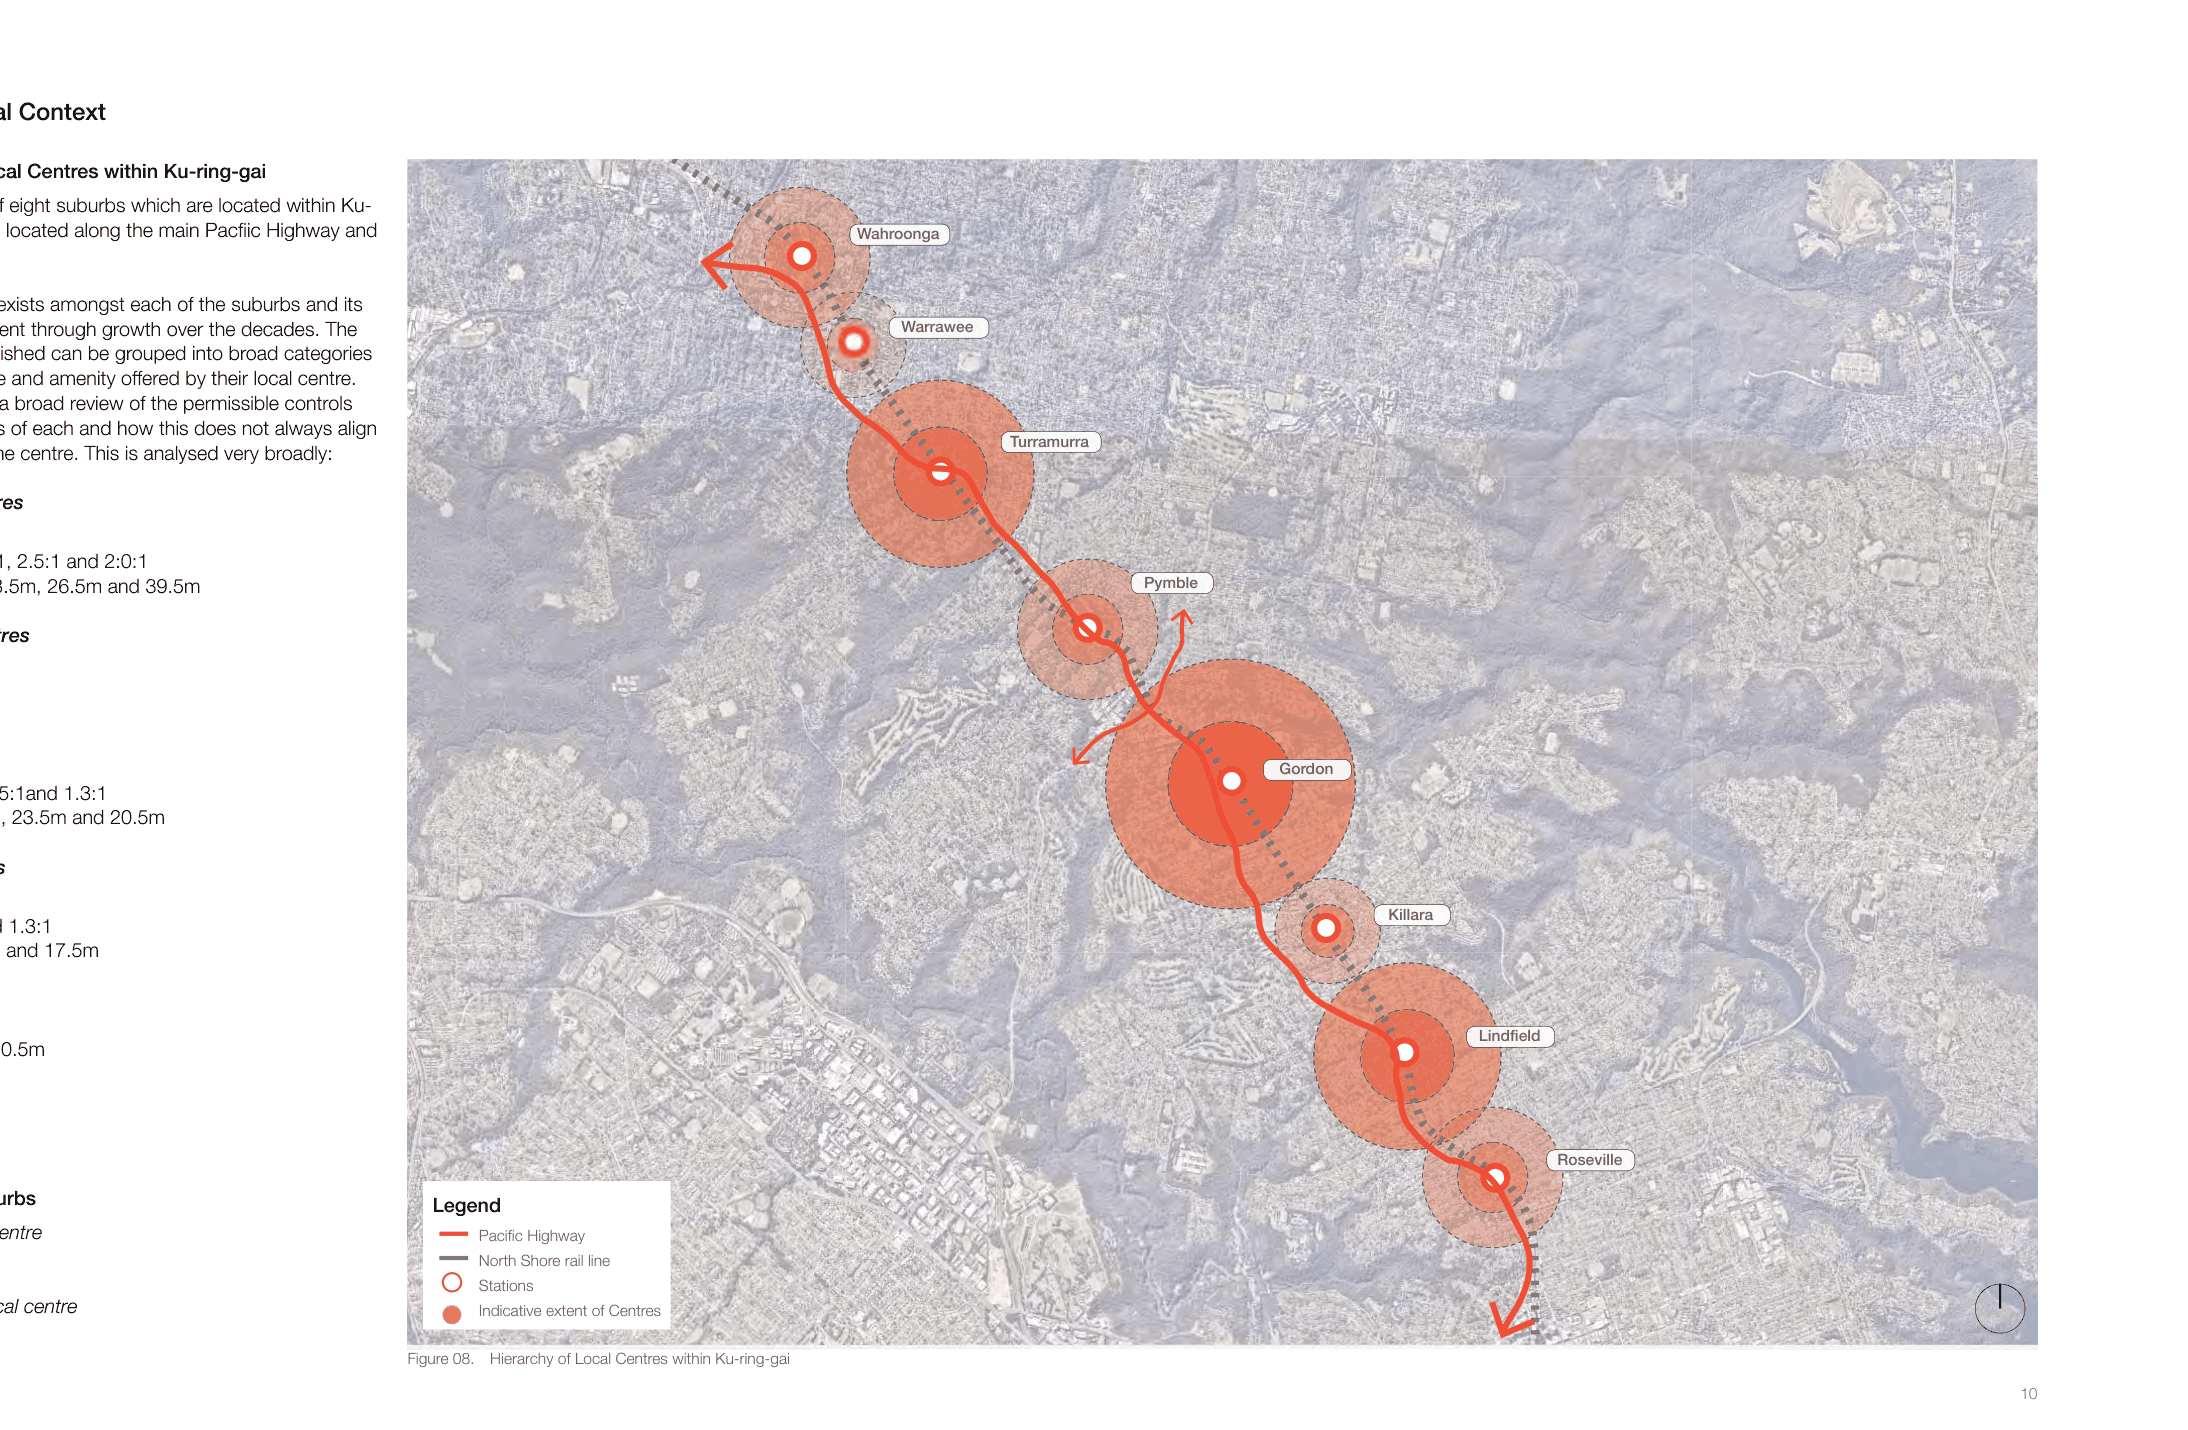 al Context
cal Centres within Ku-ring-gai
f eight suburbs which are located within Ku-
located along the main Pacfiic Highway and
exists amongst each of the suburbs and its
ent through growth over the decades. The
ished can be grouped into broad categories
e and amenity offered by their local centre.
a broad review of the permissible controls
s of each and how this does not always align
he centre. This is analysed very broadly:
res
1, 2.5:1 and 2:0:1
3.5m, 26.5m and 39.5m
tres
5:1and 1.3:1
, 23.5m and 20.5m
s
d 1.3:1
and 17.5m
0.5m
urbs
entre
cal centre
Wahroonga
Warrawee
Turramurra
Pymble
Gordon
Killara
Lindfield
Roseville
Legend
Pacific Highway
North Shore rail line
Stations
Indicative extent of Centres
Figure 08. Hierarchy of Local Centres within Ku-ring-gai
10